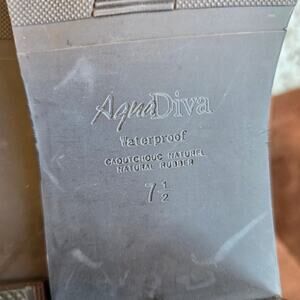 AquaDiva
Waterproof
CAOUTCHOUC NATUREL
NATURAL RUBBER
7 1/2